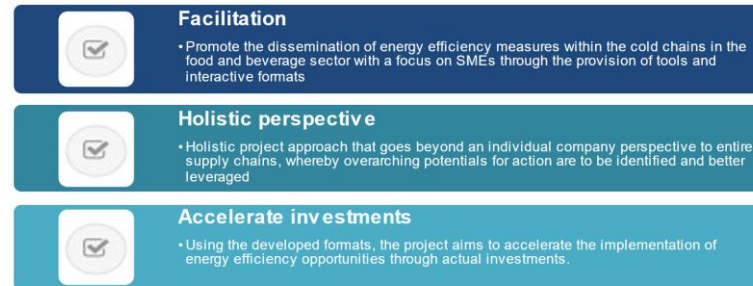 Facilitation
• Promote the dissemination of energy efficiency measures within the cold chains in the
food and beverage sector with a focus on SMEs through the provision of tools and
interactive formats
Holistic perspective
• Holistic project approach that goes beyond an individual company perspective to entire
supply chains, whereby overarching potentials for action are to be identified and better
leveraged
Accelerate investments
• Using the developed formats, the project aims to accelerate the implementation of
energy efficiency opportunities through actual investments.